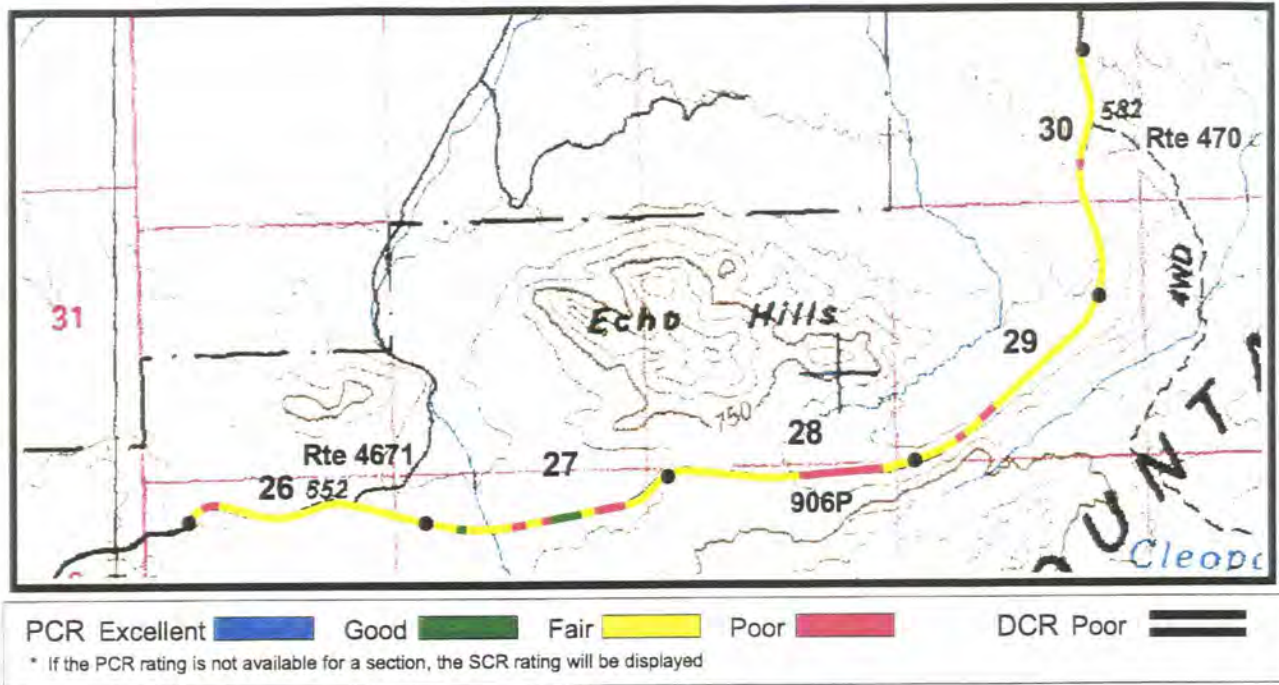 30
582
Rte 470
4WD
31
Echo Hills
29
750
28
Rte 4671
27
26
552
906P
UNT
Cleop
PCR Excellent Good Fair Poor DCR Poor
* If the PCR rating is not available for a section, the SCR rating will be displayed